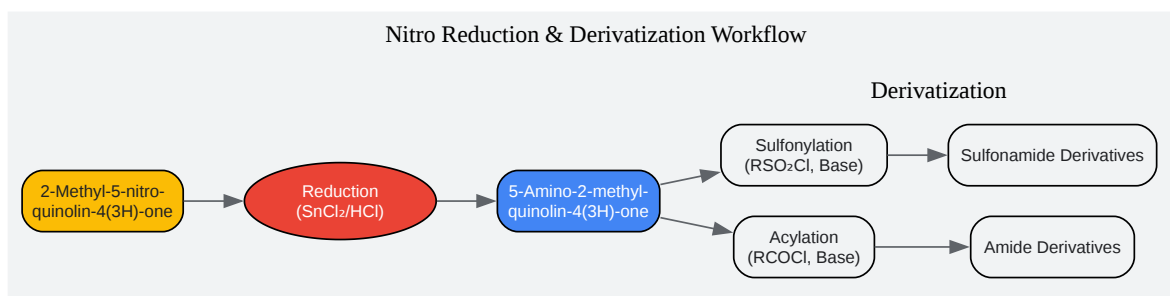 Nitro Reduction & Derivatization Workflow
Derivatization
2-Methyl-5-nitro-
quinolin-4(3H)-one
Reduction
(SnCl₂/HCl)
5-Amino-2-methyl-
quinolin-4(3H)-one
Sulfonylation
(RSO₂Cl, Base)
Sulfonamide Derivatives
Acylation
(RCOCl, Base)
Amide Derivatives